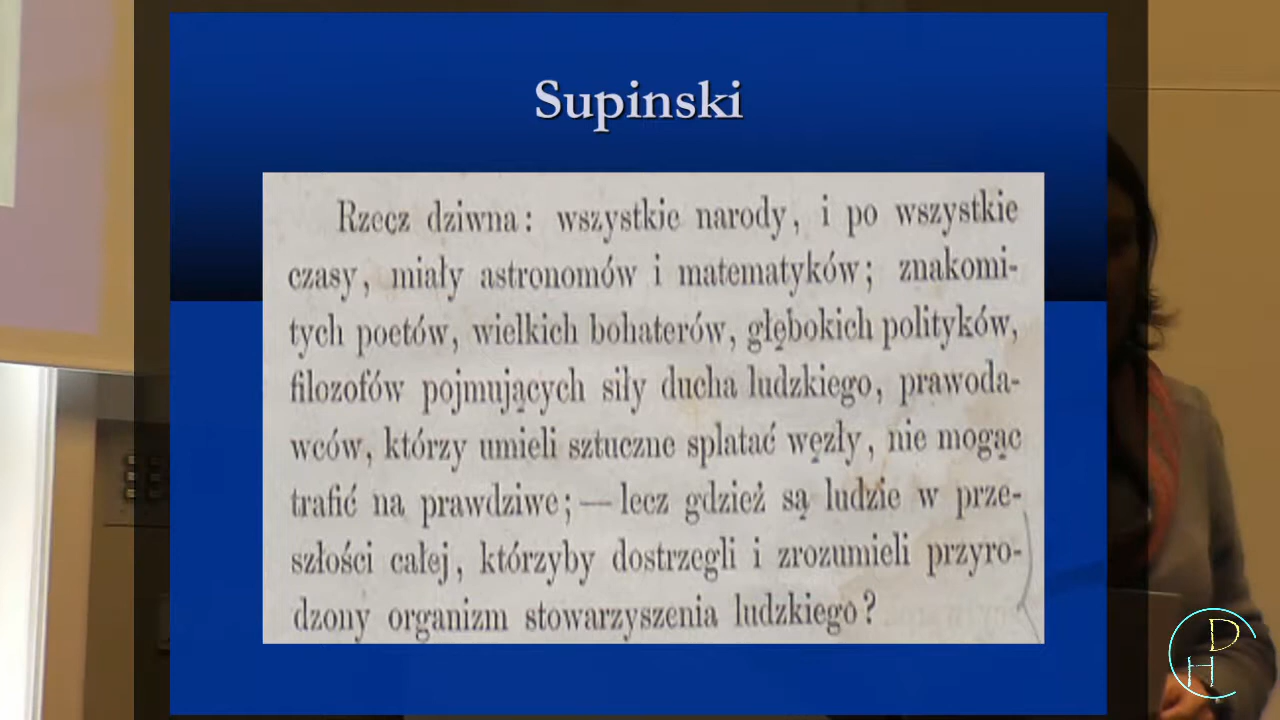 Supinski
Rzecz dziwna: wszystkie narody, i po wszystkie
czasy, miały astronomów i matematyków; znakomi-
tych poetów, wielkich bohaterów, głębokich polityków,
filozofów pojmujących siły ducha ludzkiego, prawoda-
wców, którzy umieli sztuczne splatać węzły, nie mogąc
trafić na prawdziwe; — lecz gdzież są ludzie w prze-
szłości całej, którzyby dostrzegli i zrozumieli przyro-
dzony organizm stowarzyszenia ludzkiego?
D
H